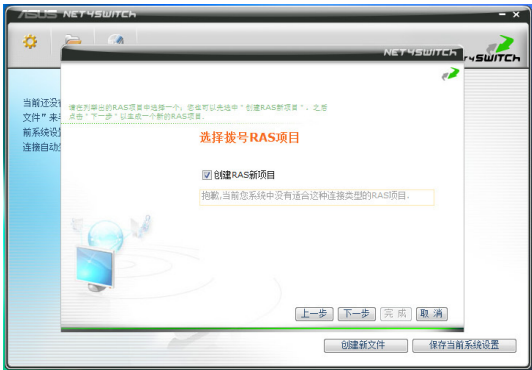 ASUS NET4SWITCH
NET4SWITCH
4SWITCH
当前还没
文件"来
前系统设
连接自动
请在列举出的RAS项目中选择一个；您也可以先选中"创建RAS新项目"，之后
点击"下一步"以生成一个新的RAS项目.
选择拨号RAS项目
创建RAS新项目
抱歉,当前您系统中没有适合这种连接类型的RAS项目.
上一步 下一步 完 成 取 消
创建新文件 保存当前系统设置